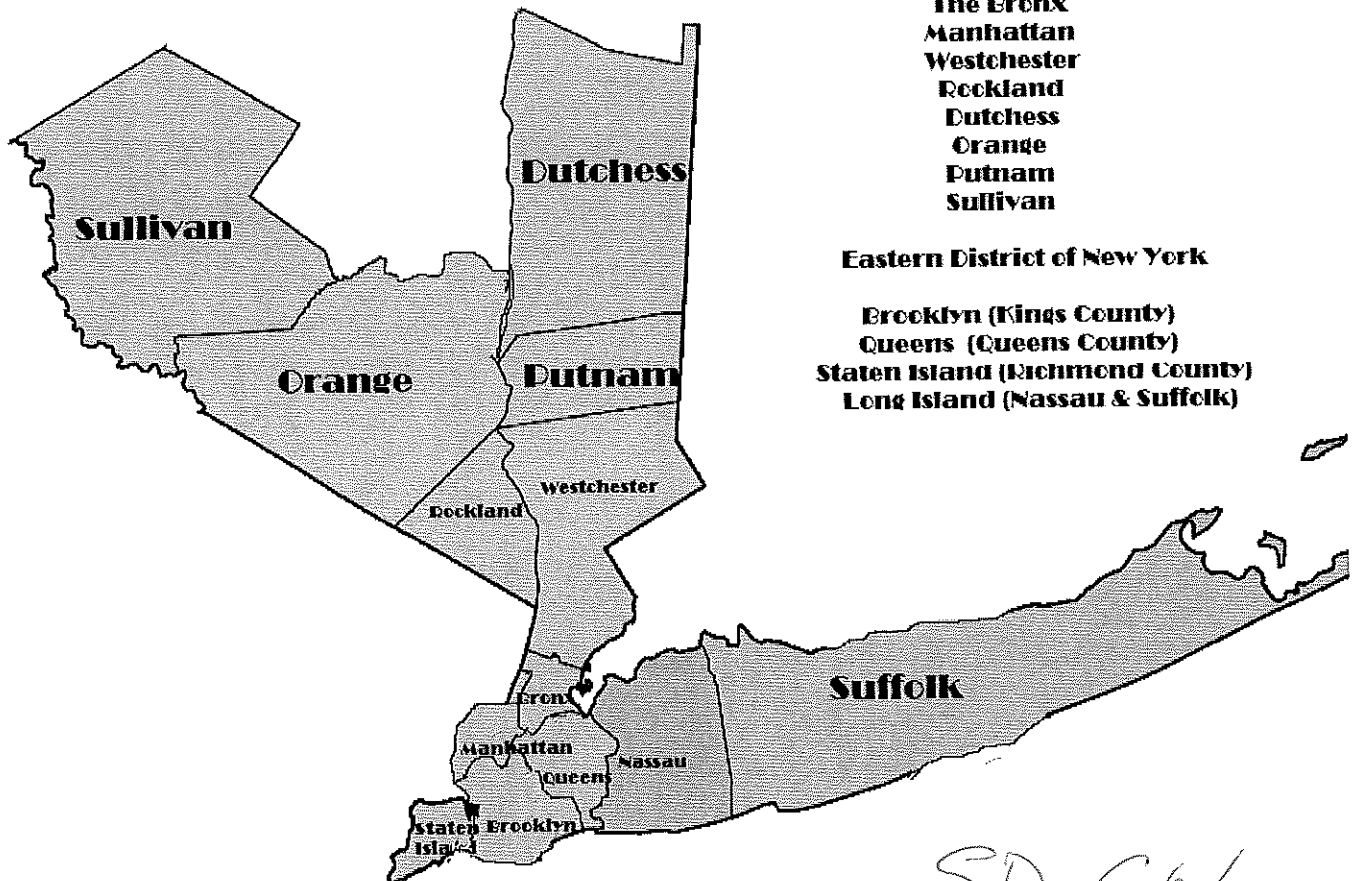 The Bronx
Manhattan
Westchester
Rockland
Dutchess
Orange
Putnam
Sullivan
Eastern District of New York
Brooklyn (Kings County)
Queens (Queens County)
Staten Island (Richmond County)
Long Island (Nassau & Suffolk)
Dutchess
Sullivan
Orange
Putnam
Westchester
Rockland
Suffolk
Bronx
Manhattan
Nassau
Queens
Staten
Island
Brooklyn